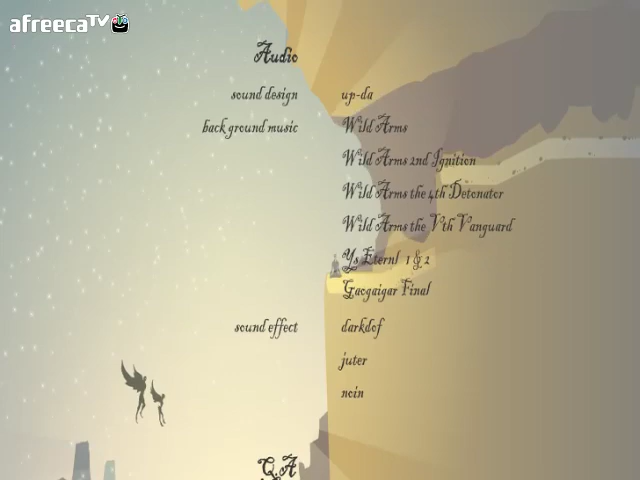 afreecaTV
Audio
sound design up-da
back ground music Wild Arms
Wild Arms 2nd Ignition
Wild Arms the 4th Detonator
Wild Arms the Vth Vanguard
Ys Eternl 1 & 2
Gaogaigar Final
sound effect darkdof
juter
noin
Q.A